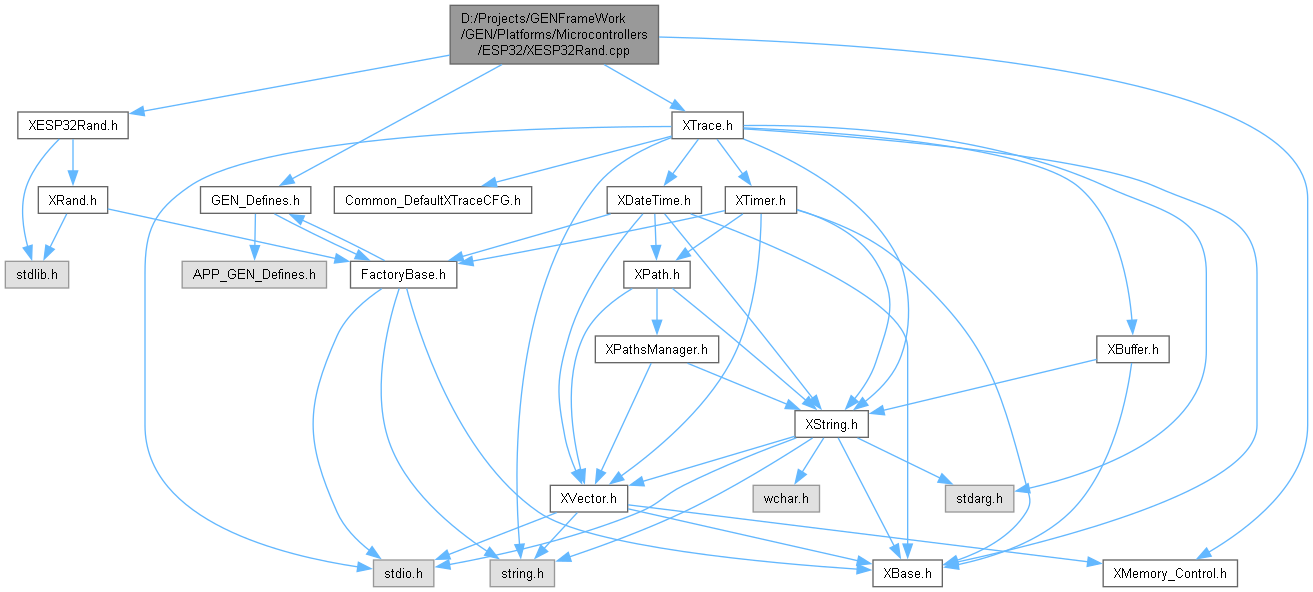 D:/Projects/GENFrameWork
/GEN/Platforms/Microcontrollers
/ESP32/XESP32Rand.cpp
XESP32Rand.h
XTrace.h
XRand.h
GEN_Defines.h
Common_DefaultXTraceCFG.h
XDateTime.h
XTimer.h
stdlib.h
APP_GEN_Defines.h
FactoryBase.h
XPath.h
XPathsManager.h
XBuffer.h
XString.h
XVector.h
wchar.h
stdarg.h
stdio.h
string.h
XBase.h
XMemory_Control.h